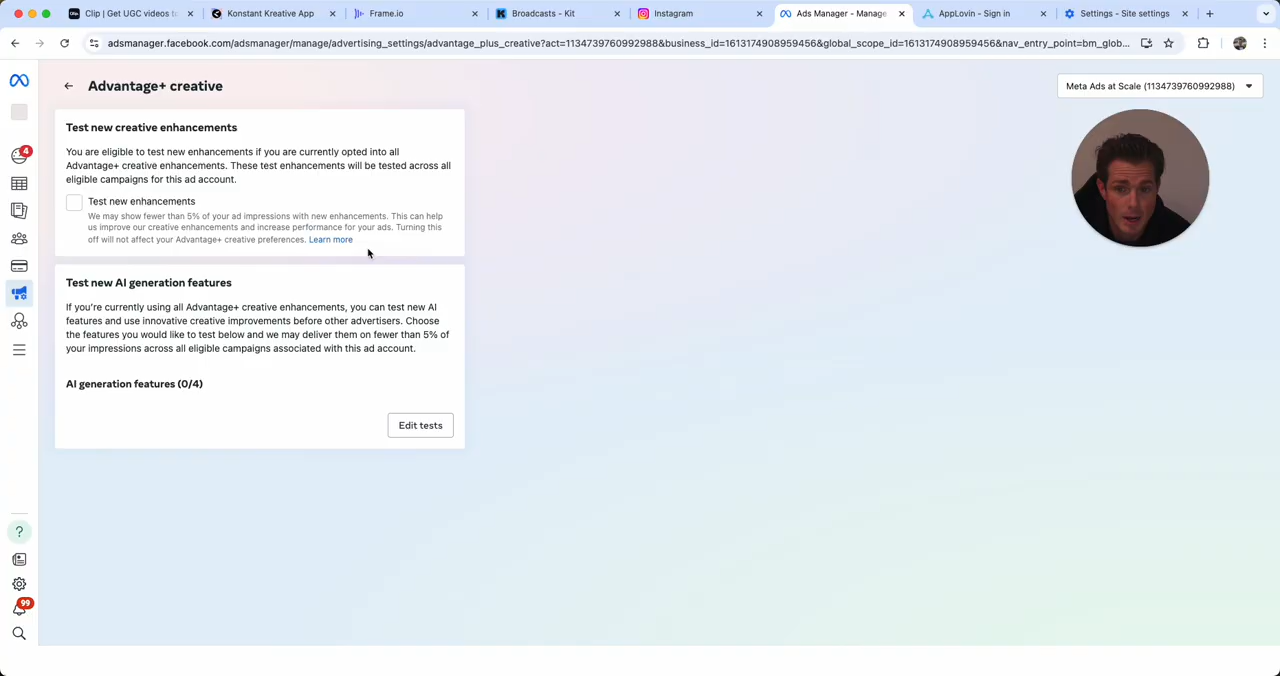 Clip | Get UGC videos to
Konstant Kreative App
Frame.io
Broadcasts - Kit
Instagram
Ads Manager - Manage
AppLovin - Sign in
Settings - Site settings
adsmanager.facebook.com/adsmanager/manage/advertising_settings/advantage_plus_creative?act=1134739760992988&business_id=1613174908959456&global_scope_id=1613174908959456&nav_entry_point=bm_glob...
Advantage+ creative
Meta Ads at Scale (1134739760992988)
Test new creative enhancements
You are eligible to test new enhancements if you are currently opted into all
Advantage+ creative enhancements. These test enhancements will be tested across all
eligible campaigns for this ad account.
Test new enhancements
We may show fewer than 5% of your ad impressions with new enhancements. This can help
us improve our creative enhancements and increase performance for your ads. Turning this
off will not affect your Advantage+ creative preferences. Learn more
Test new AI generation features
If you're currently using all Advantage+ creative enhancements, you can test new AI
features and use innovative creative improvements before other advertisers. Choose
the features you would like to test below and we may deliver them on fewer than 5% of
your impressions across all eligible campaigns associated with this ad account.
AI generation features (0/4)
Edit tests
4
?
99